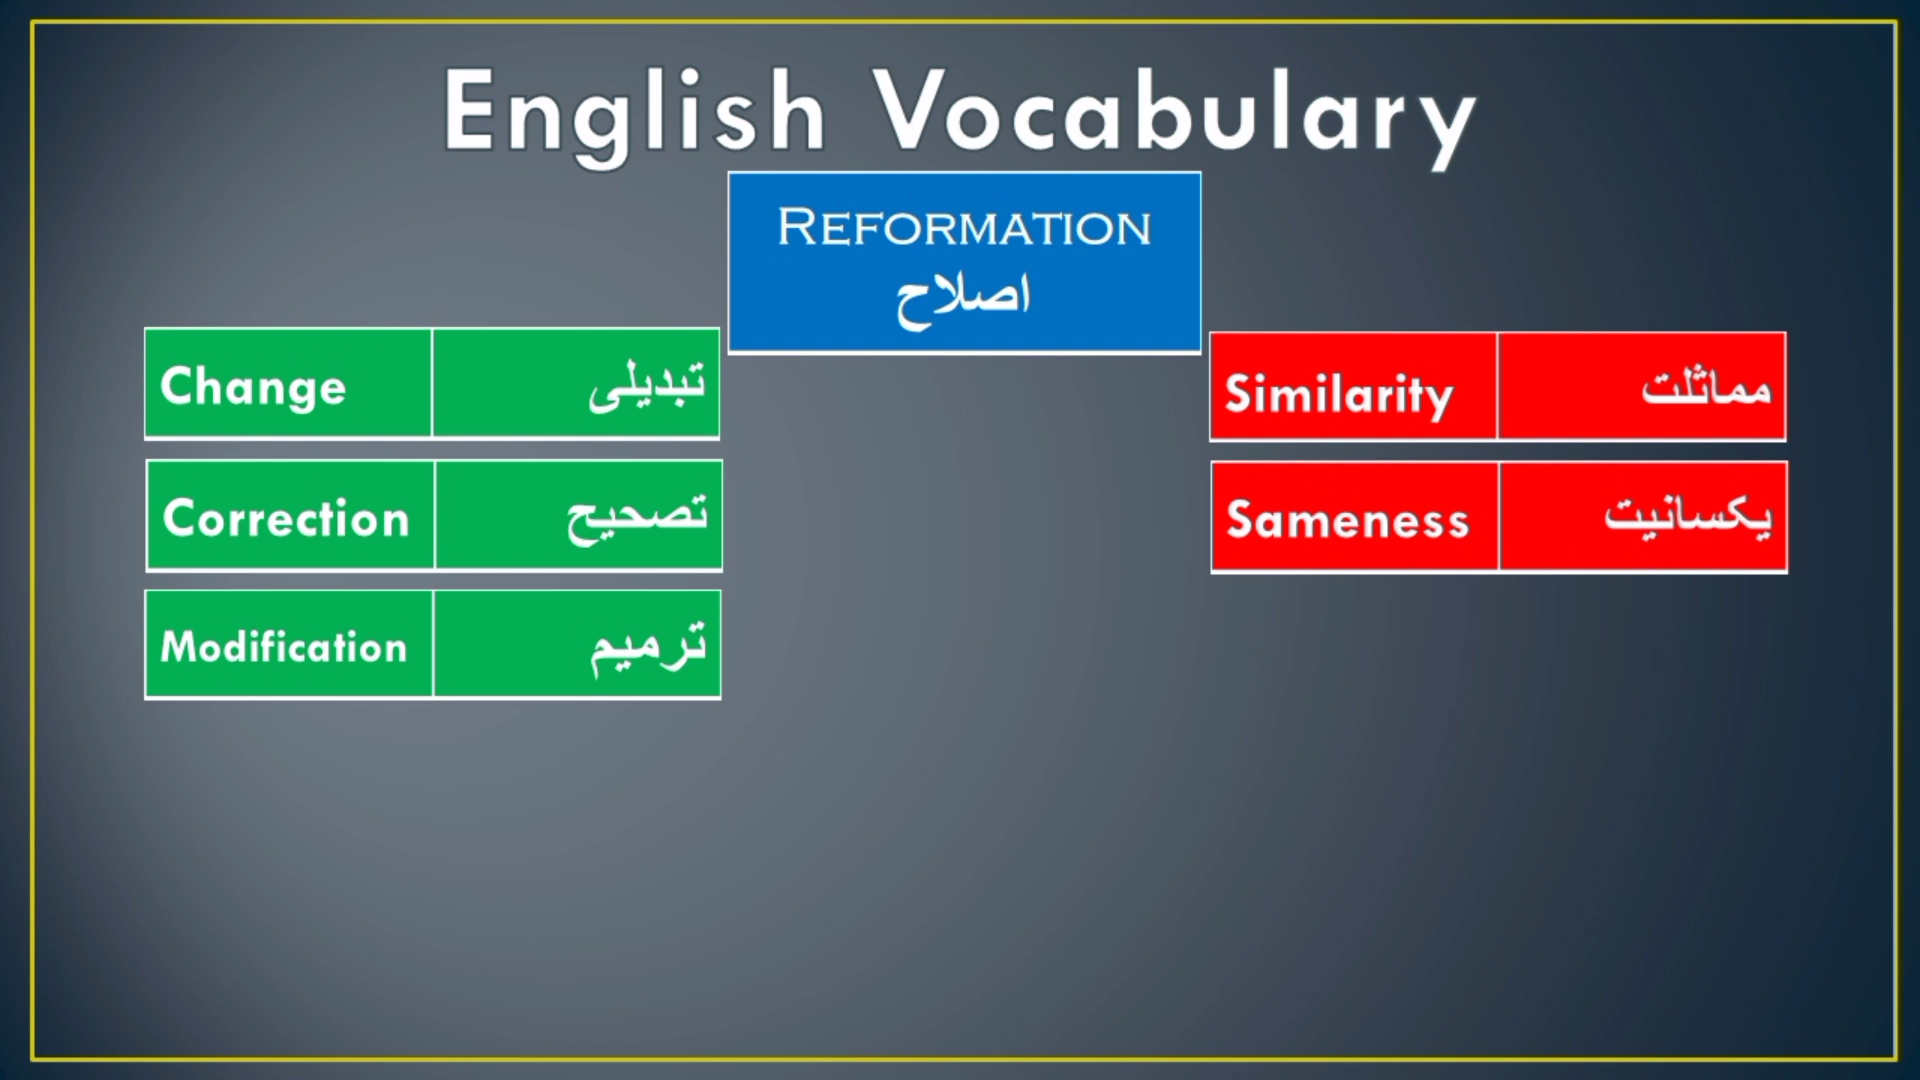 English Vocabulary
REFORMATION
اصلاح
Change تبدیلی
Correction تصحیح
Modification ترمیم
Similarity مماثلت
Sameness یکسانیت